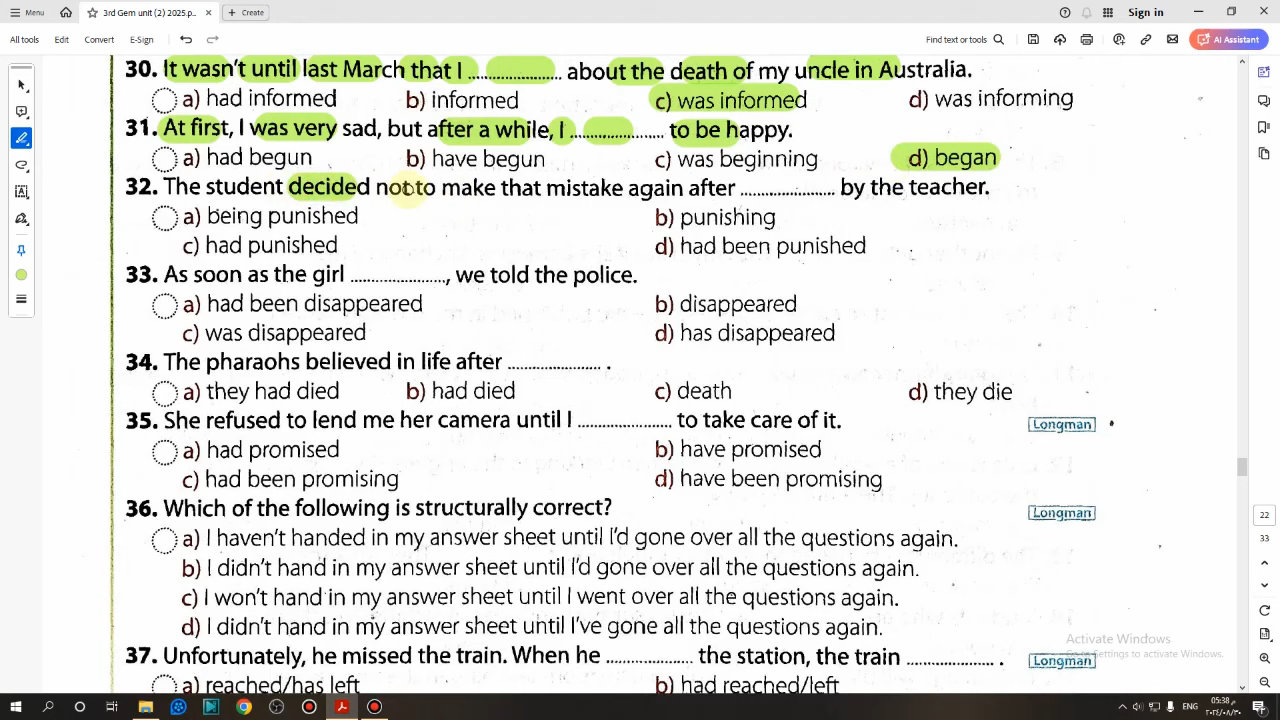 Menu
3rd Gem unit (2) 2025.p...
Create
Sign in
All tools
Edit
Convert
E-Sign
Find text or tools
AI Assistant
30. It wasn't until last March that I ..................... about the death of my uncle in Australia.
a) had informed b) informed c) was informed d) was informing
31. At first, I was very sad, but after a while, I ..................... to be happy.
a) had begun b) have begun c) was beginning d) began
32. The student decided not to make that mistake again after ..................... by the teacher.
a) being punished b) punishing
c) had punished d) had been punished
33. As soon as the girl ....................., we told the police.
a) had been disappeared b) disappeared
c) was disappeared d) has disappeared
34. The pharaohs believed in life after ..................... .
a) they had died b) had died c) death d) they die
35. She refused to lend me her camera until I ..................... to take care of it. Longman
a) had promised b) have promised
c) had been promising d) have been promising
36. Which of the following is structurally correct? Longman
a) I haven't handed in my answer sheet until I'd gone over all the questions again.
b) I didn't hand in my answer sheet until I'd gone over all the questions again.
c) I won't hand in my answer sheet until I went over all the questions again.
d) I didn't hand in my answer sheet until I've gone all the questions again.
37. Unfortunately, he missed the train. When he ..................... the station, the train ..................... . Longman
a) reached/has left b) had reached/left
22
33
Activate Windows
Go to Settings to activate Windows.
ENG
05:38 م